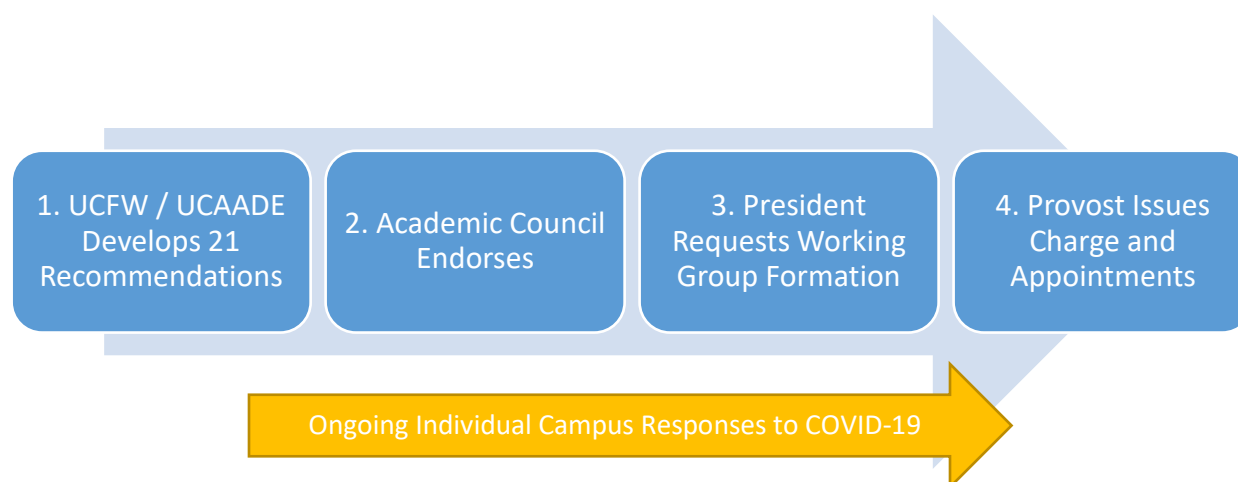 1. UCFW / UCAADE
Develops 21
Recommendations
2. Academic Council
Endorses
3. President
Requests Working
Group Formation
4. Provost Issues
Charge and
Appointments
Ongoing Individual Campus Responses to COVID-19